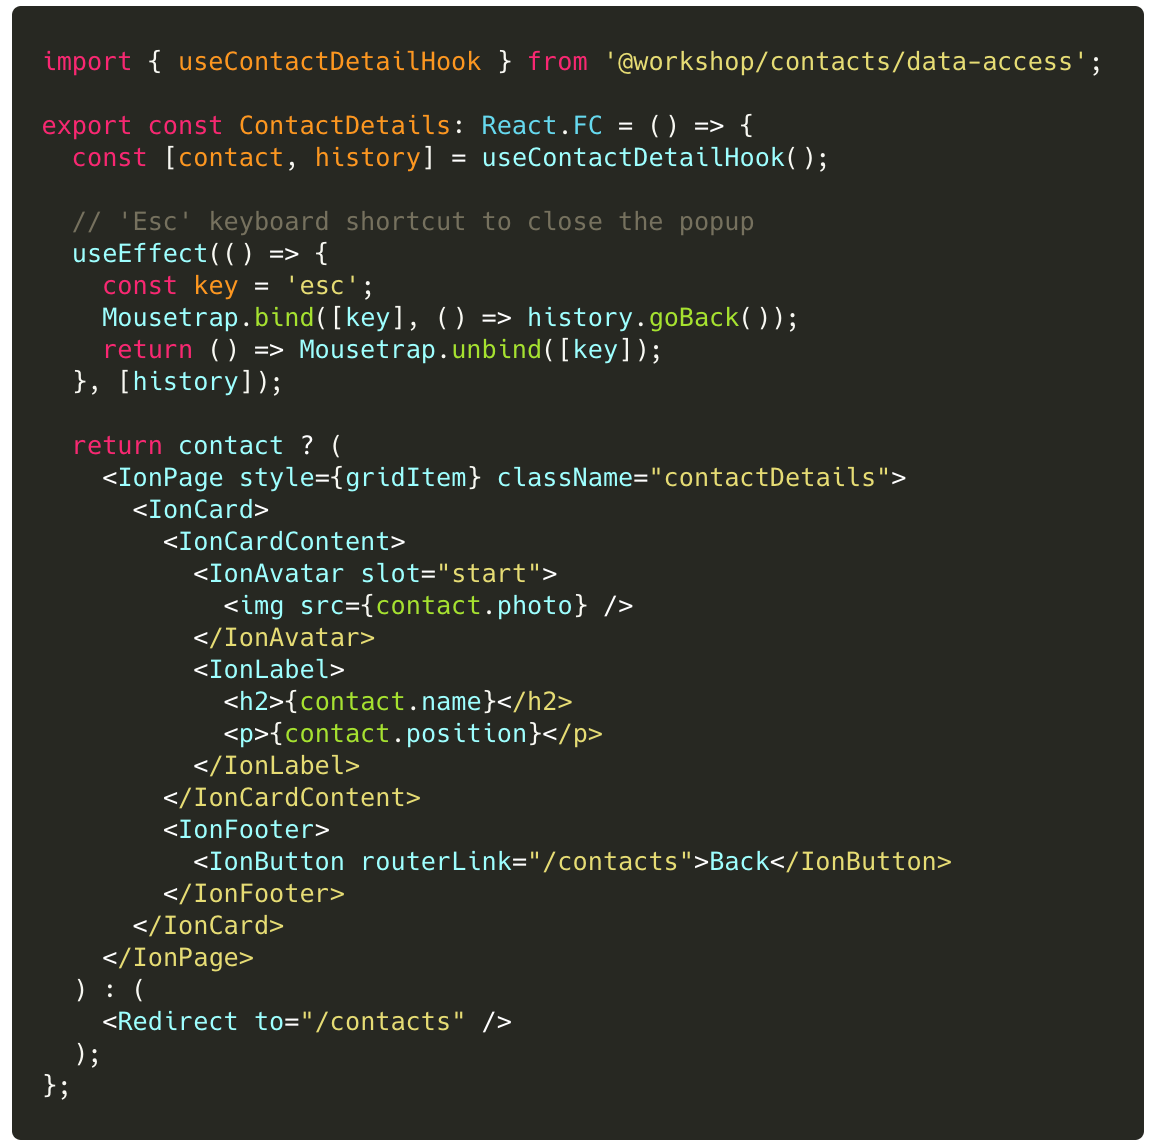 import { useContactDetailHook } from '@workshop/contacts/data-access';

export const ContactDetails: React.FC = () => {
  const [contact, history] = useContactDetailHook();

  // 'Esc' keyboard shortcut to close the popup
  useEffect(() => {
    const key = 'esc';
    Mousetrap.bind([key], () => history.goBack());
    return () => Mousetrap.unbind([key]);
  }, [history]);

  return contact ? (
    <IonPage style={gridItem} className="contactDetails">
      <IonCard>
        <IonCardContent>
          <IonAvatar slot="start">
            <img src={contact.photo} />
          </IonAvatar>
          <IonLabel>
            <h2>{contact.name}</h2>
            <p>{contact.position}</p>
          </IonLabel>
        </IonCardContent>
        <IonFooter>
          <IonButton routerLink="/contacts">Back</IonButton>
        </IonFooter>
      </IonCard>
    </IonPage>
  ) : (
    <Redirect to="/contacts" />
  );
};